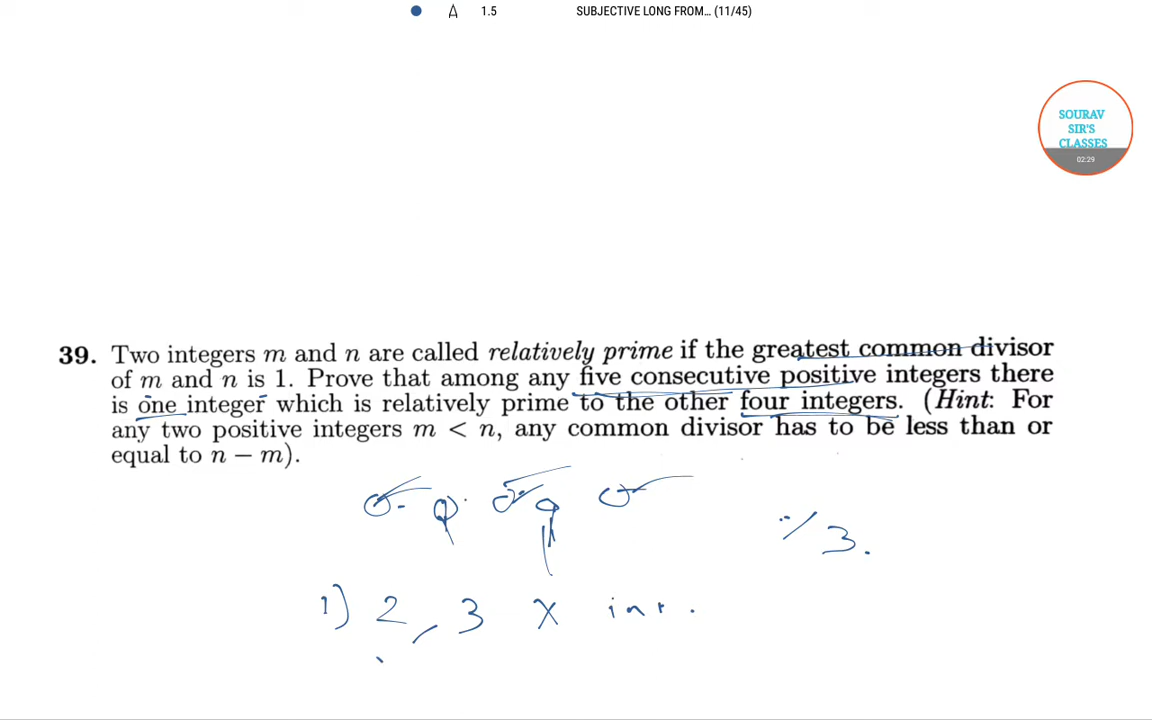 1.5 SUBJECTIVE LONG FROM... (11/45)
SOURAV
SIR'S
CLASSES
02:29
39. Two integers m and n are called relatively prime if the greatest common divisor
of m and n is 1. Prove that among any five consecutive positive integers there
is one integer which is relatively prime to the other four integers. (Hint: For
any two positive integers m < n, any common divisor has to be less than or
equal to n − m).
3.
1) 2, 3 X